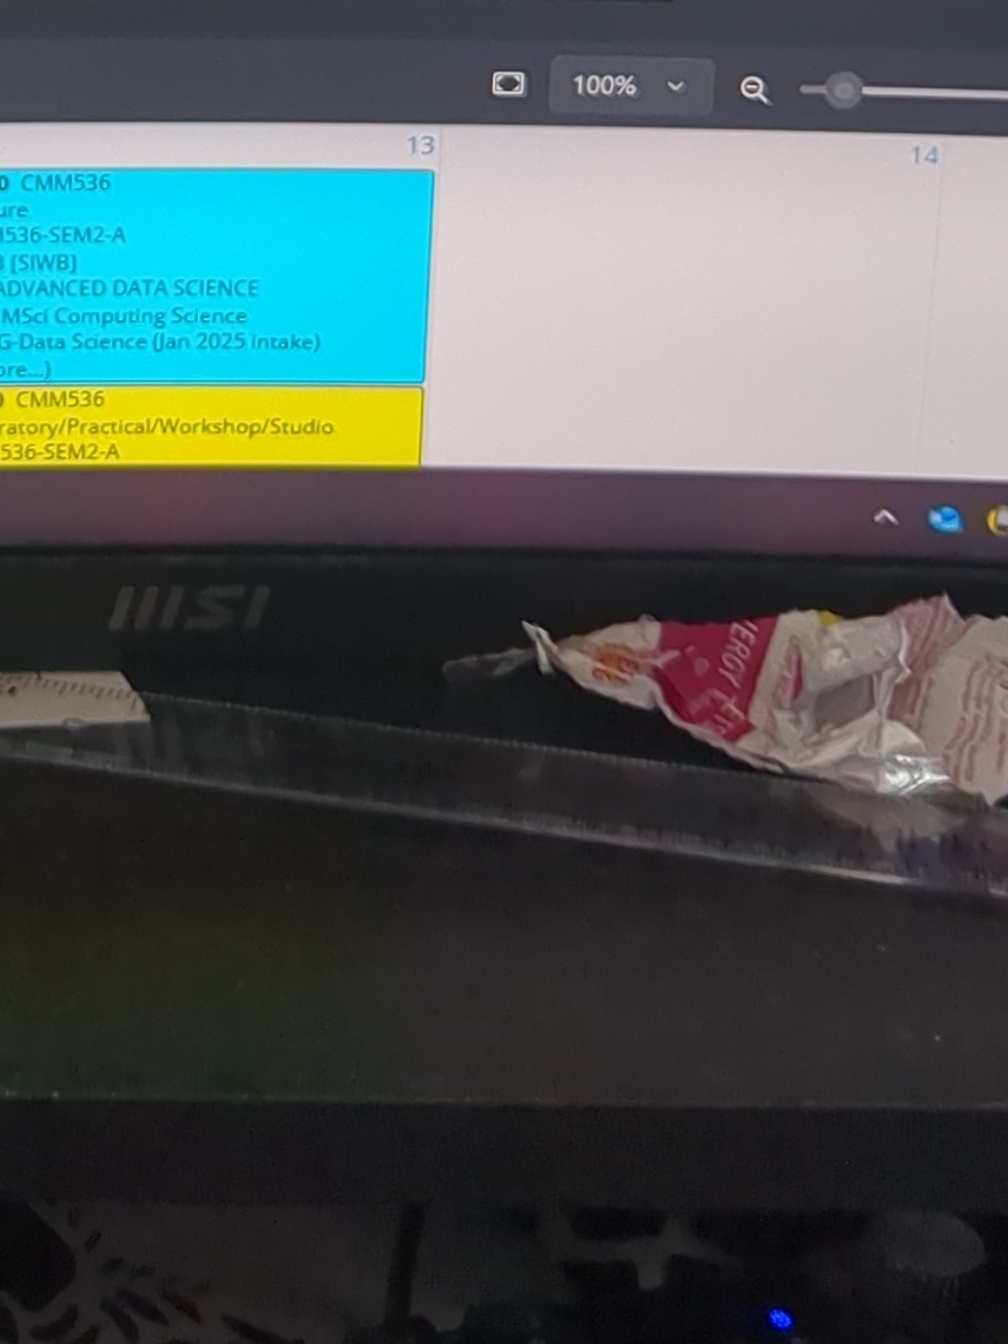 100%
13
14
0 CMM536
ure
536-SEM2-A
[SIWB]
ADVANCED DATA SCIENCE
MSci Computing Science
G-Data Science (Jan 2025 intake)
ore...)
CMM536
ratory/Practical/Workshop/Studio
536-SEM2-A
msi